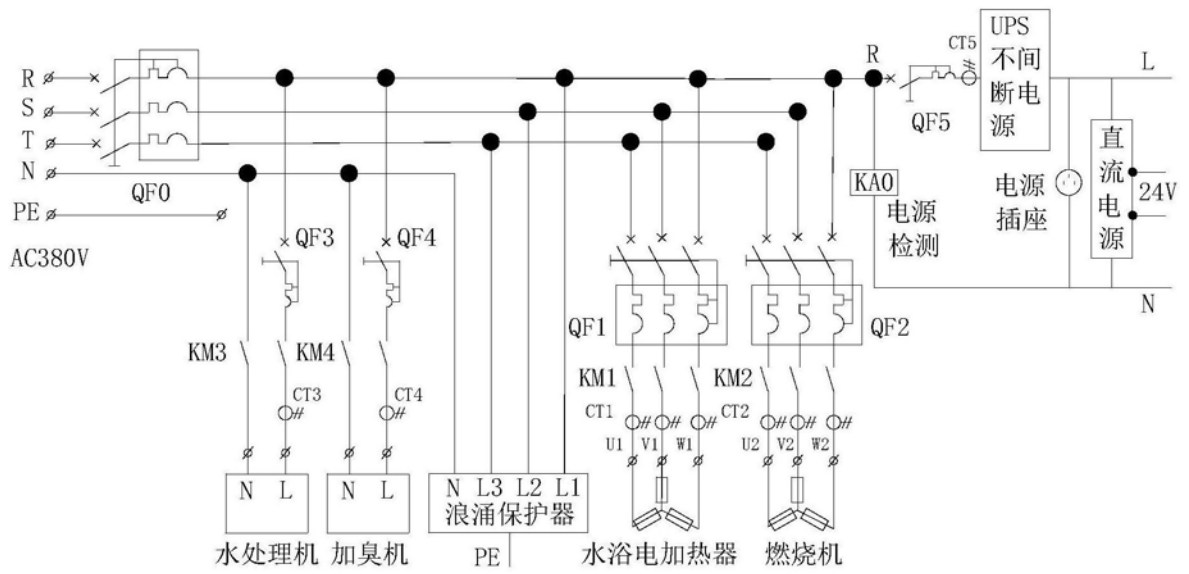 R
S
T
N
PE
AC380V
QF0
R
QF5
CT5
UPS
不间
断电
源
L
直
流
电
源
24V
电源
插座
KA0
电源
检测
N
QF3
QF4
QF1
QF2
KM3
KM4
KM1
KM2
CT3
CT4
CT1
CT2
U1
V1
W1
U2
V2
W2
N L
N L
N L3 L2 L1
浪涌保护器
PE
水处理机
加臭机
水浴电加热器
燃烧机